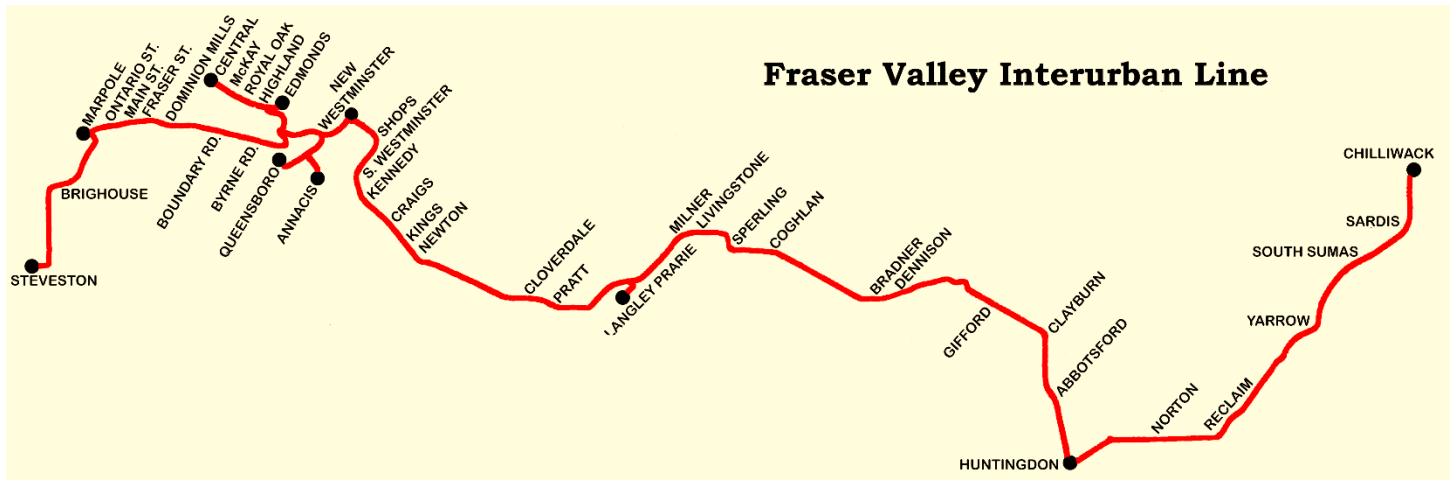 Fraser Valley Interurban Line
STEVESTON
BRIGHOUSE
MARPOLE
ONTARIO ST.
MAIN ST.
FRASER ST.
DOMINION MILLS
CENTRAL
McKAY
ROYAL OAK
HIGHLAND
EDMONDS
BOUNDARY RD.
BYRNE RD.
QUEENSBORO
ANNACIS
NEW
WESTMINSTER
SHOPS
S. WESTMINSTER
KENNEDY
CRAIGS
KINGS
NEWTON
CLOVERDALE
PRATT
LANGLEY PRARIE
MILNER
LIVINGSTONE
SPERLING
COGHLAN
BRADNER
DENNISON
GIFFORD
CLAYBURN
ABBOTSFORD
HUNTINGDON
NORTON
RECLAIM
YARROW
SOUTH SUMAS
SARDIS
CHILLIWACK